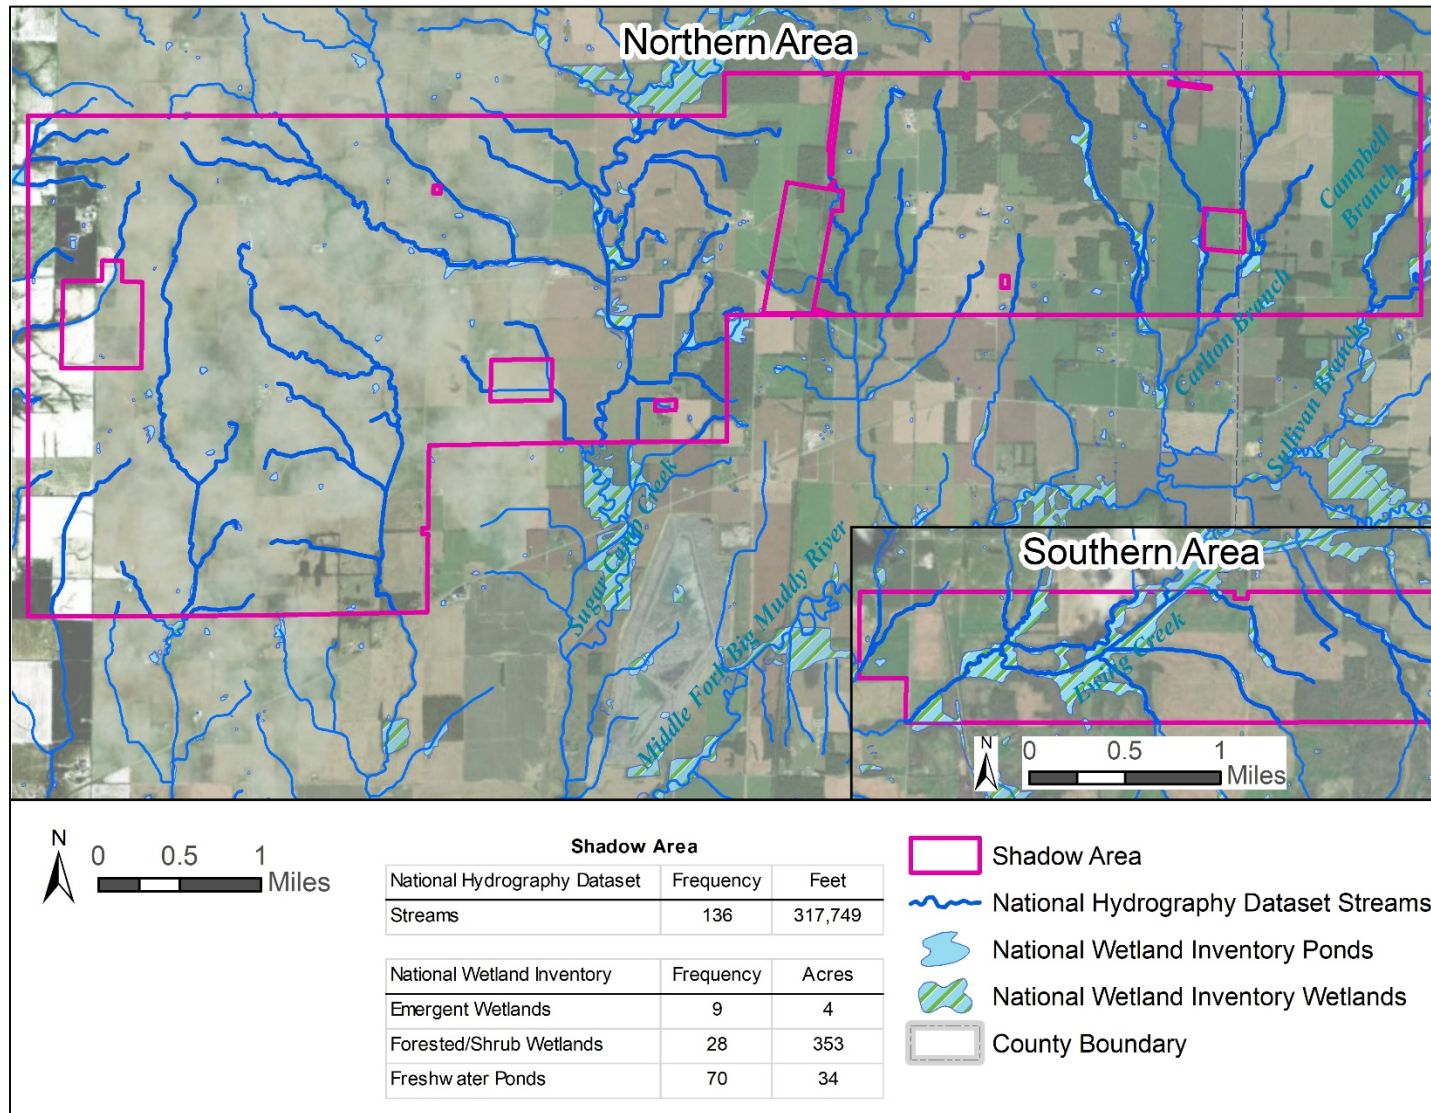 Northern Area
Campbell
Branch
Carlton Branch
Sullivan Branch
Sugar Camp Creek
Middle Fork Big Muddy River
Southern Area
Ewing Creek
N
0 0.5 1
Miles
N
0 0.5 1
Miles
Shadow Area
National Hydrography Dataset Frequency Feet
Streams 136 317,749
National Wetland Inventory Frequency Acres
Emergent Wetlands 9 4
Forested/Shrub Wetlands 28 353
Freshwater Ponds 70 34
Shadow Area
National Hydrography Dataset Streams
National Wetland Inventory Ponds
National Wetland Inventory Wetlands
County Boundary